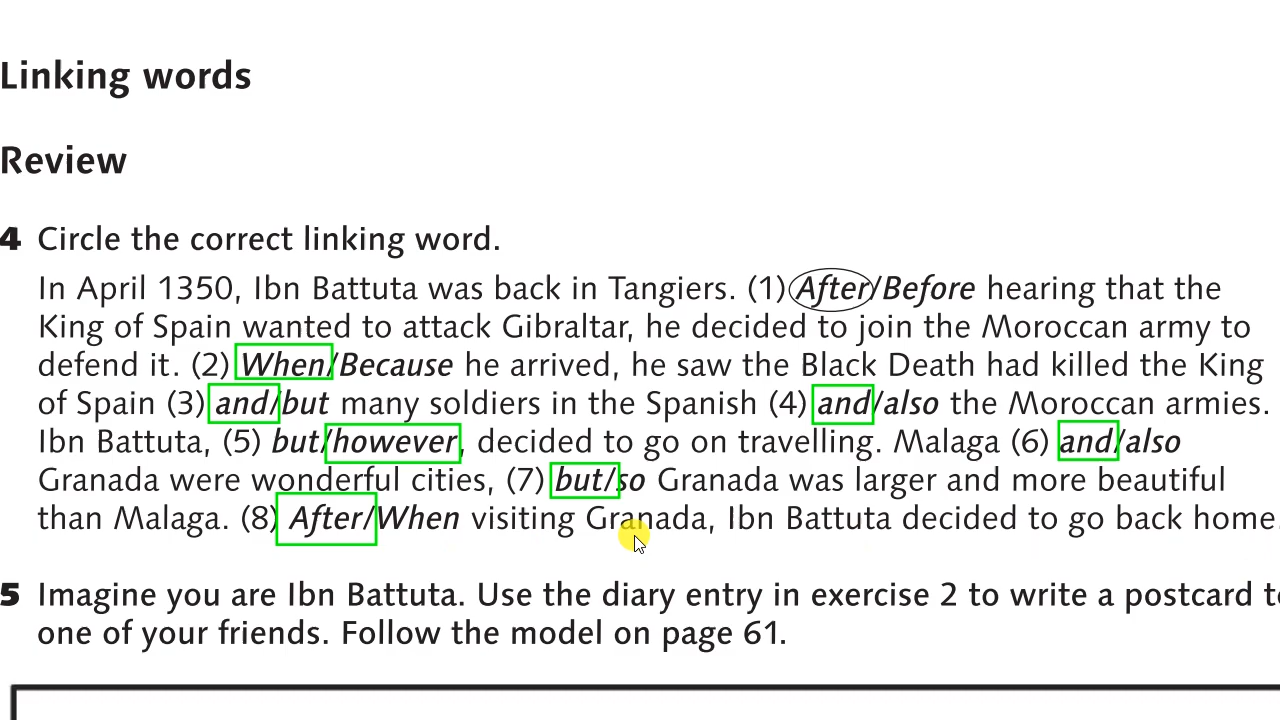 Linking words
Review
4 Circle the correct linking word.
In April 1350, Ibn Battuta was back in Tangiers. (1) After/Before hearing that the
King of Spain wanted to attack Gibraltar, he decided to join the Moroccan army to
defend it. (2) When/Because he arrived, he saw the Black Death had killed the King
of Spain (3) and/but many soldiers in the Spanish (4) and/also the Moroccan armies.
Ibn Battuta, (5) but/however, decided to go on travelling. Malaga (6) and/also
Granada were wonderful cities, (7) but/so Granada was larger and more beautiful
than Malaga. (8) After/When visiting Granada, Ibn Battuta decided to go back home.
5 Imagine you are Ibn Battuta. Use the diary entry in exercise 2 to write a postcard to
one of your friends. Follow the model on page 61.